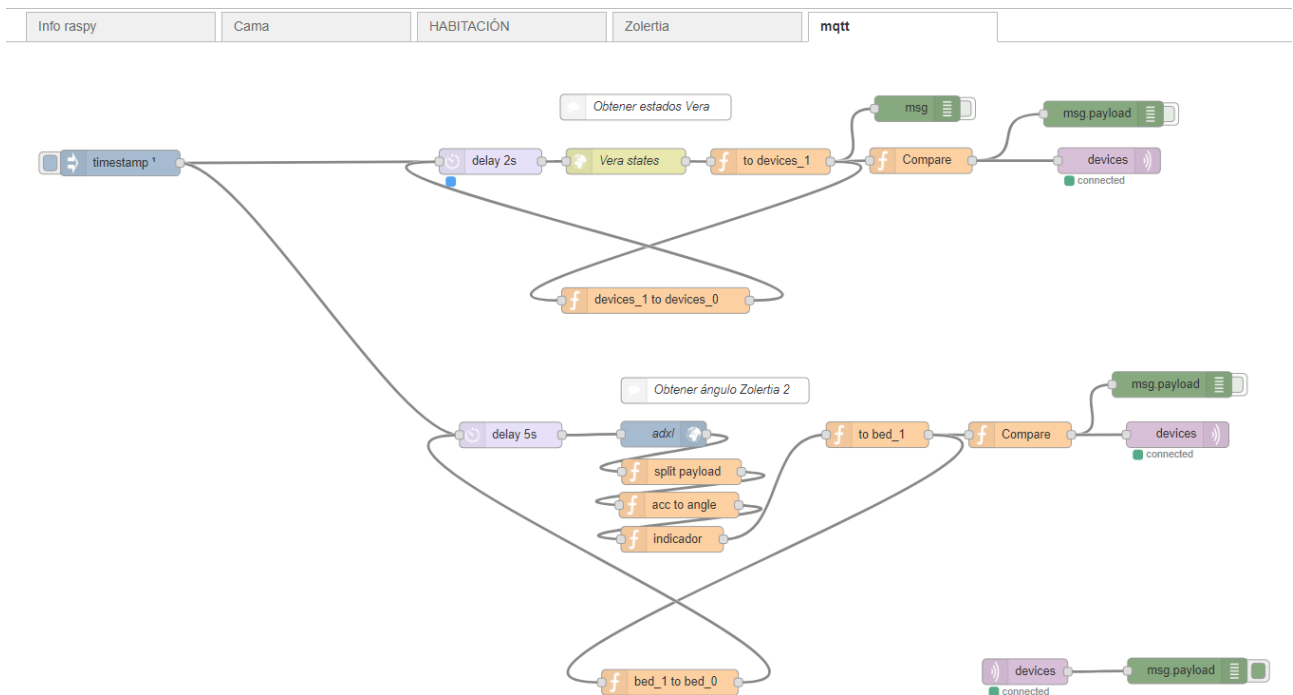 Info raspy
Cama
HABITACIÓN
Zolertia
mqtt
Obtener estados Vera
msg
msg.payload
timestamp ¹
delay 2s
Vera states
to devices_1
Compare
devices
connected
devices_1 to devices_0
Obtener ángulo Zolertia 2
msg.payload
delay 5s
adxl
to bed_1
Compare
devices
connected
split payload
acc to angle
indicador
bed_1 to bed_0
devices
msg.payload
connected